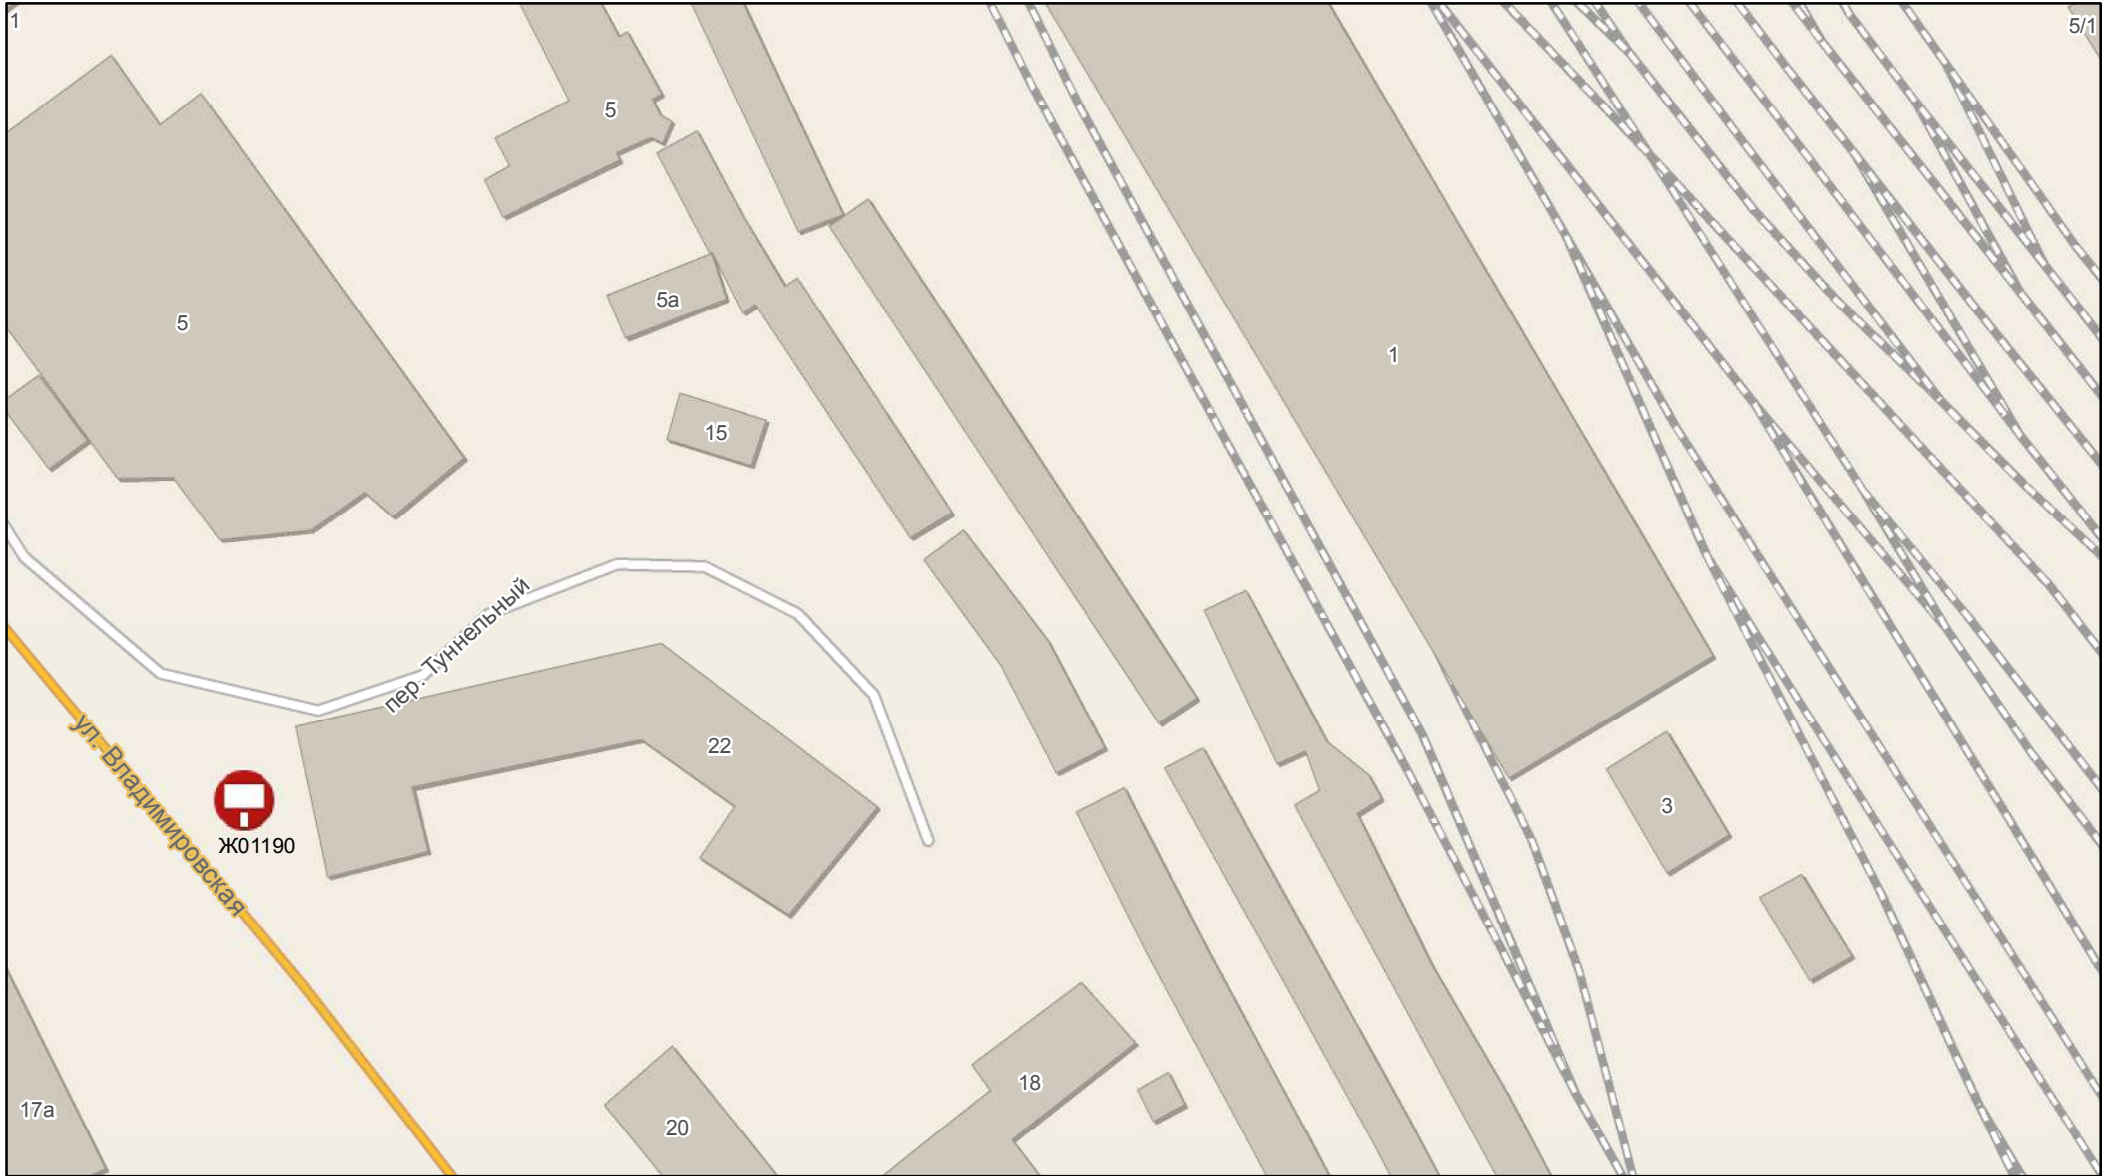 1
5/1
5
5
5а
1
15
пер. Туннельный
22
ул. Владимировская
Ж01190
3
18
17а
20